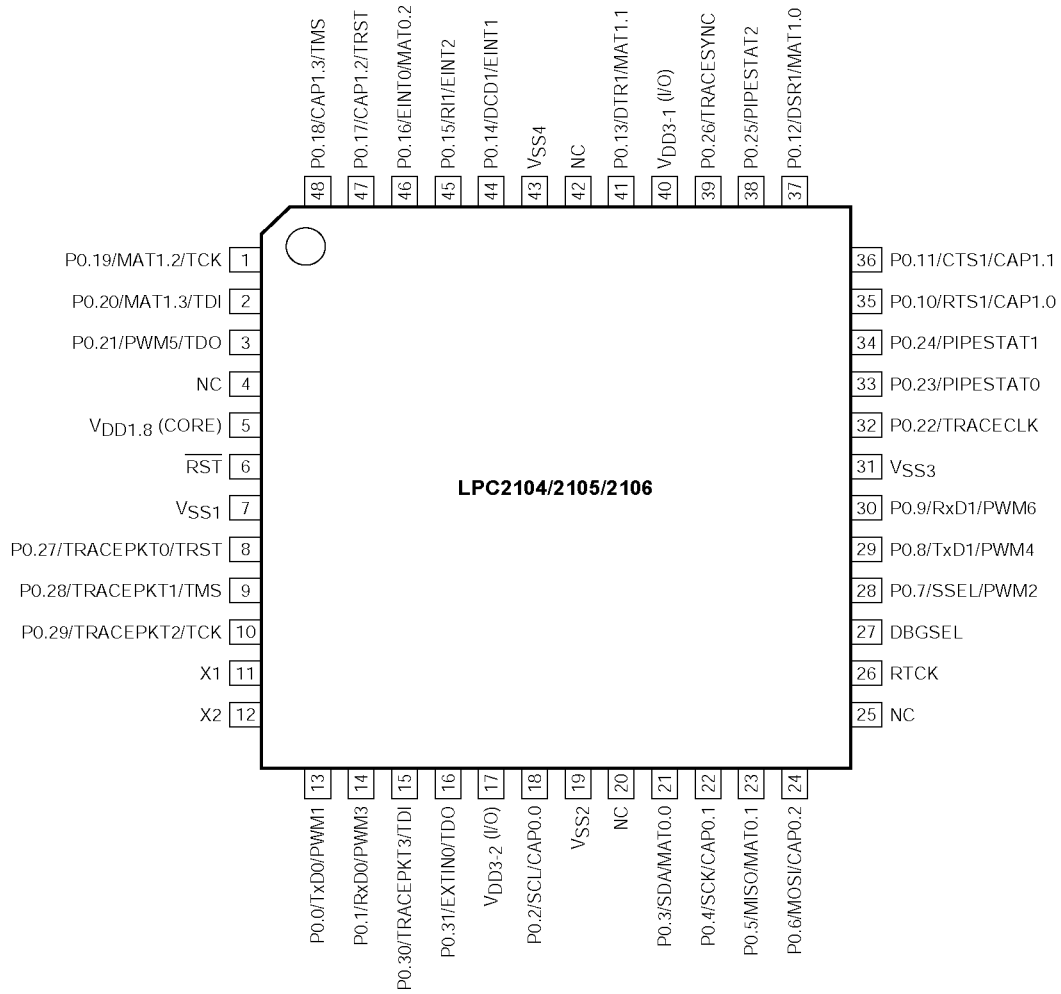 P0.18/CAP1.3/TMS
P0.17/CAP1.2/TRST
P0.16/EINT0/MAT0.2
P0.15/RI1/EINT2
P0.14/DCD1/EINT1
VSS4
NC
P0.13/DTR1/MAT1.1
VDD3-1 (I/O)
P0.26/TRACESYNC
P0.25/PIPESTAT2
P0.12/DSR1/MAT1.0
48
47
46
45
44
43
42
41
40
39
38
37
P0.19/MAT1.2/TCK 1
P0.20/MAT1.3/TDI 2
P0.21/PWM5/TDO 3
NC 4
VDD1.8 (CORE) 5
RST 6
VSS1 7
P0.27/TRACEPKT0/TRST 8
P0.28/TRACEPKT1/TMS 9
P0.29/TRACEPKT2/TCK 10
X1 11
X2 12
LPC2104/2105/2106
36 P0.11/CTS1/CAP1.1
35 P0.10/RTS1/CAP1.0
34 P0.24/PIPESTAT1
33 P0.23/PIPESTAT0
32 P0.22/TRACECLK
31 VSS3
30 P0.9/RxD1/PWM6
29 P0.8/TxD1/PWM4
28 P0.7/SSEL/PWM2
27 DBGSEL
26 RTCK
25 NC
13
14
15
16
17
18
19
20
21
22
23
24
P0.0/TxD0/PWM1
P0.1/RxD0/PWM3
P0.30/TRACEPKT3/TDI
P0.31/EXTIN0/TDO
VDD3-2 (I/O)
P0.2/SCL/CAP0.0
VSS2
NC
P0.3/SDA/MAT0.0
P0.4/SCK/CAP0.1
P0.5/MISO/MAT0.1
P0.6/MOSI/CAP0.2